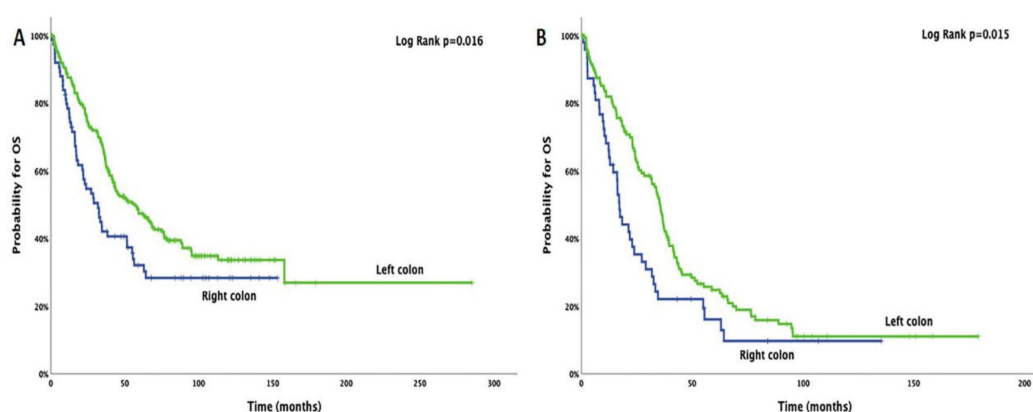 A
Log Rank p=0.016
100%
80%
60%
40%
20%
0%
Probability for OS
Left colon
Right colon
0
50
100
150
200
250
300
Time (months)
B
Log Rank p=0.015
100%
80%
60%
40%
20%
0%
Probability for OS
Left colon
Right colon
0
50
100
150
200
Time (months)